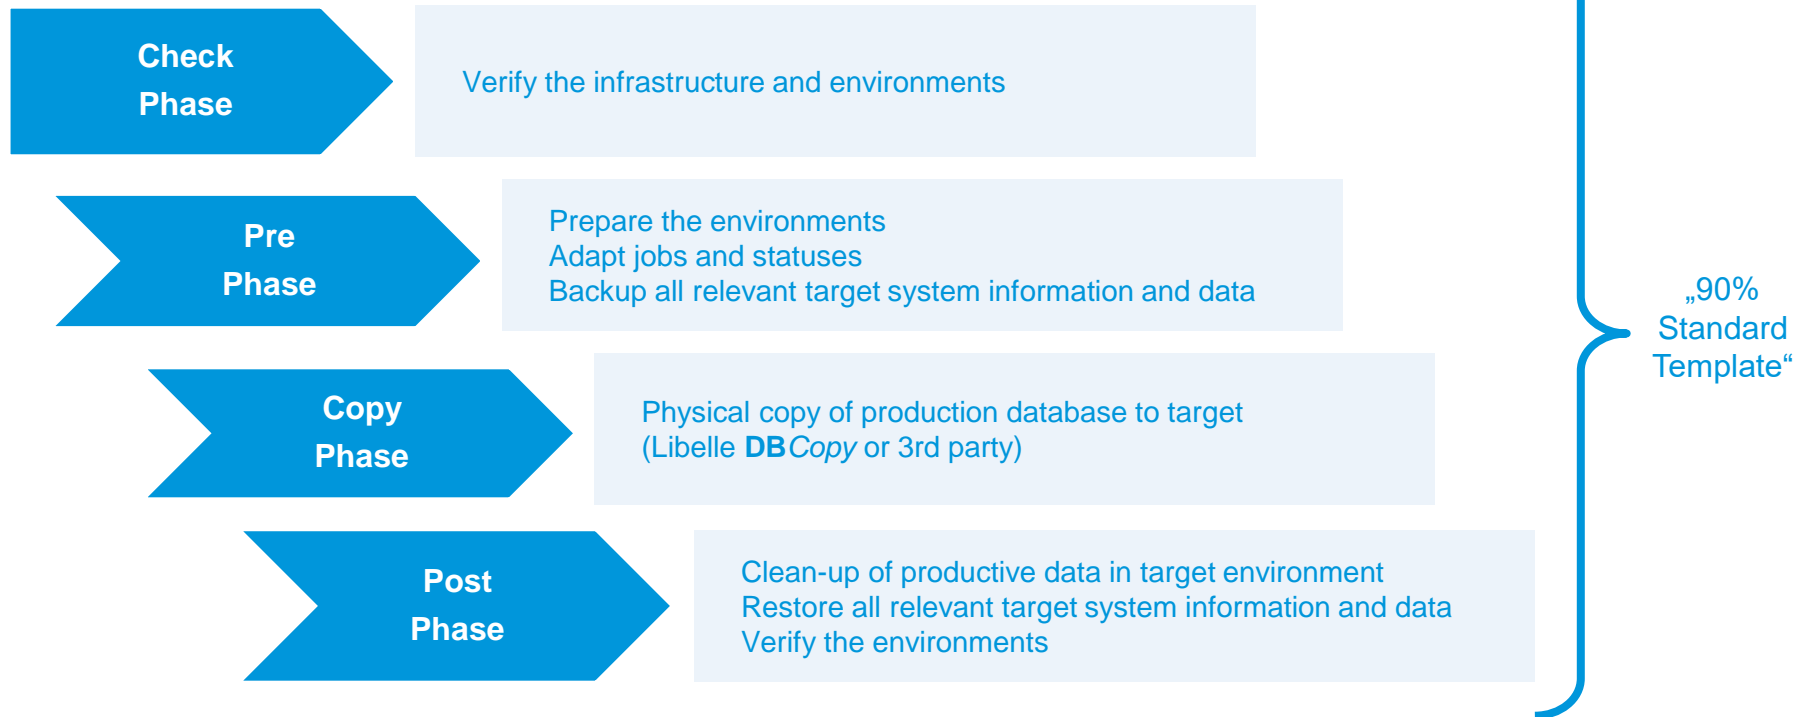 Check
Phase
Verify the infrastructure and environments
Pre
Phase
Prepare the environments
Adapt jobs and statuses
Backup all relevant target system information and data
Copy
Phase
Physical copy of production database to target
(Libelle DBCopy or 3rd party)
Post
Phase
Clean-up of productive data in target environment
Restore all relevant target system information and data
Verify the environments
„90%
Standard
Template“